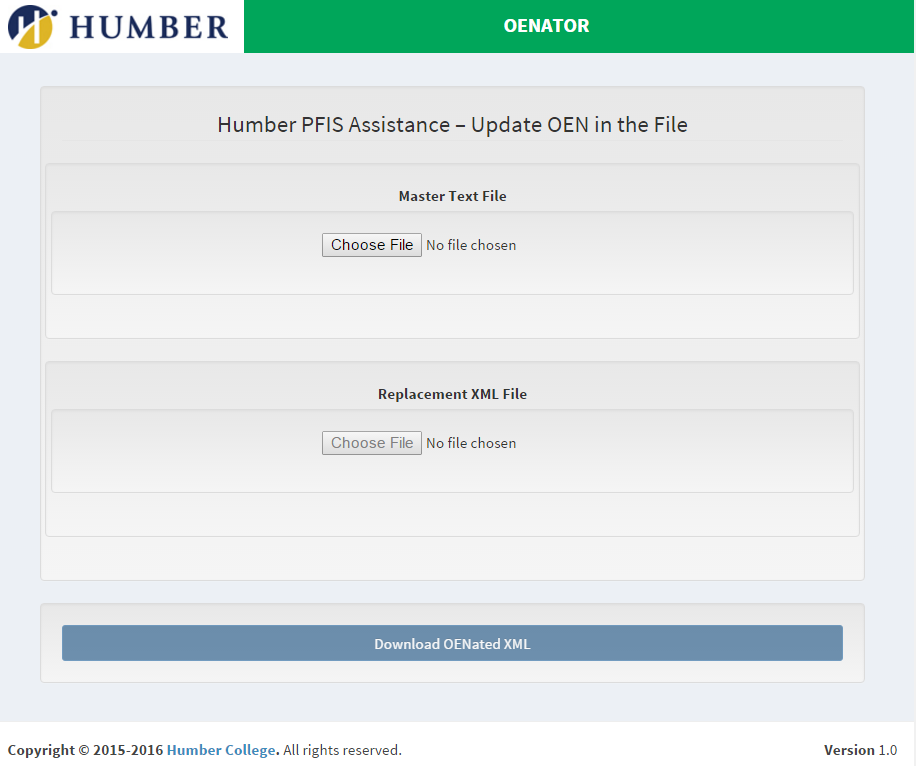 HUMBER
OENATOR
Humber PFIS Assistance – Update OEN in the File
Master Text File
Choose File No file chosen
Replacement XML File
Choose File No file chosen
Download OENated XML
Copyright © 2015-2016 Humber College. All rights reserved.
Version 1.0